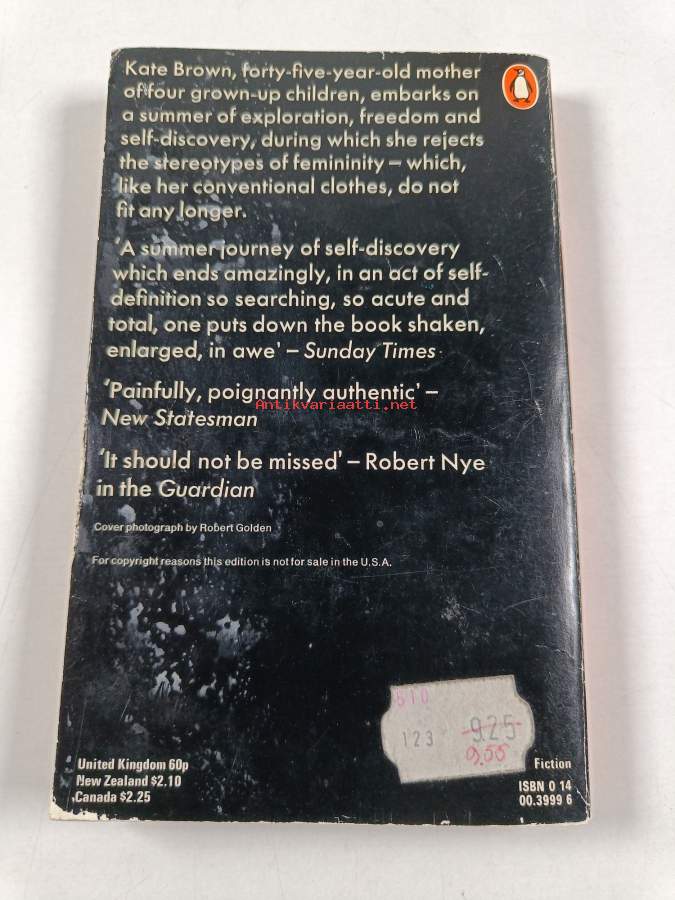 Kate Brown, forty-five-year-old mother
of four grown-up children, embarks on
a summer of exploration, freedom and
self-discovery, during which she rejects
the stereotypes of femininity – which,
like her conventional clothes, do not
fit any longer.
'A summer journey of self-discovery
which ends amazingly, in an act of self-
definition so searching, so acute and
total, one puts down the book shaken,
enlarged, in awe' – Sunday Times
'Painfully, poignantly authentic' –
Antikvariaatti.net
New Statesman
'It should not be missed' – Robert Nye
in the Guardian
Cover photograph by Robert Golden
For copyright reasons this edition is not for sale in the U.S.A.
510
123 925
9,55
United Kingdom 60p
New Zealand $2.10
Canada $2.25
Fiction
ISBN 0 14
00.3999 6